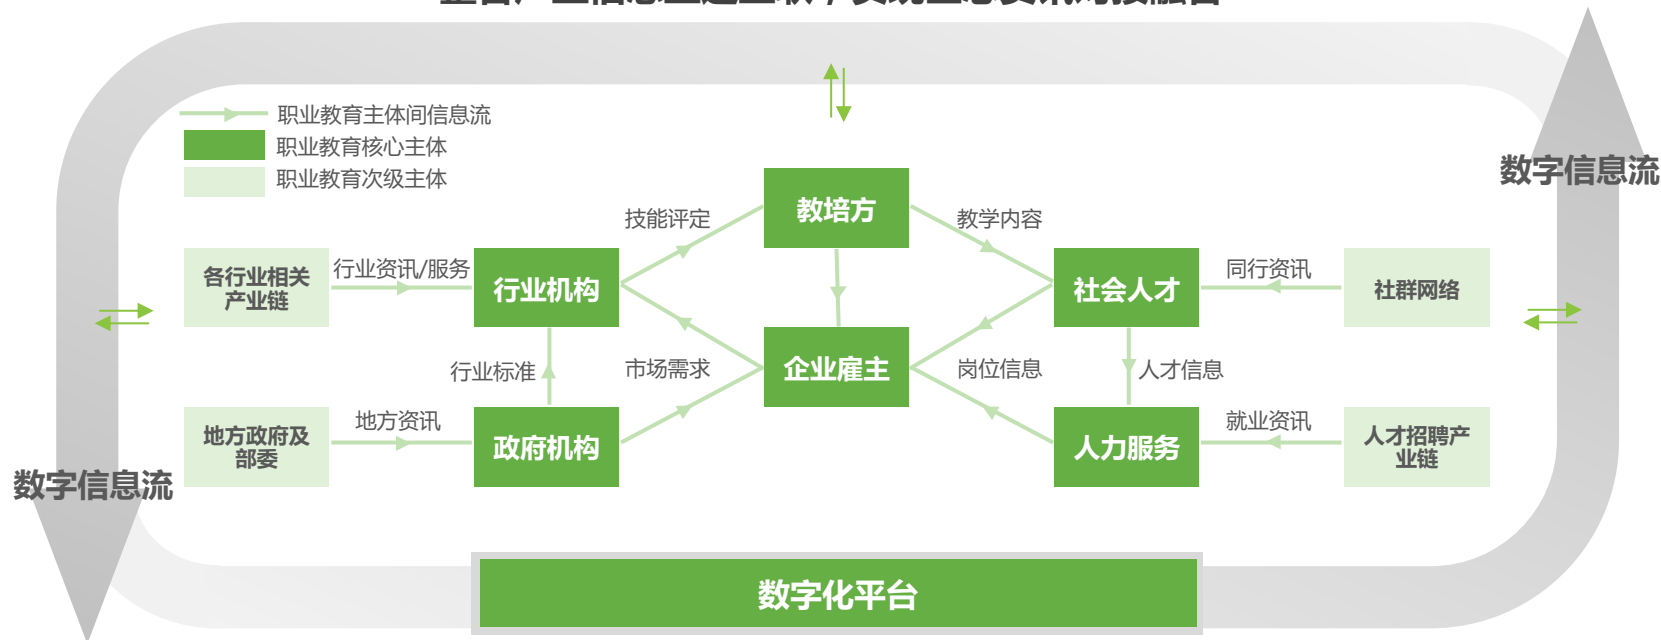 职业教育主体间信息流
职业教育核心主体
职业教育次级主体
数字信息流
技能评定
教培方
教学内容
各行业相关
产业链
行业资讯/服务
行业机构
社会人才
同行资讯
社群网络
行业标准
市场需求
企业雇主
岗位信息
人才信息
地方政府及
部委
地方资讯
政府机构
人力服务
就业资讯
人才招聘产
业链
数字信息流
数字化平台